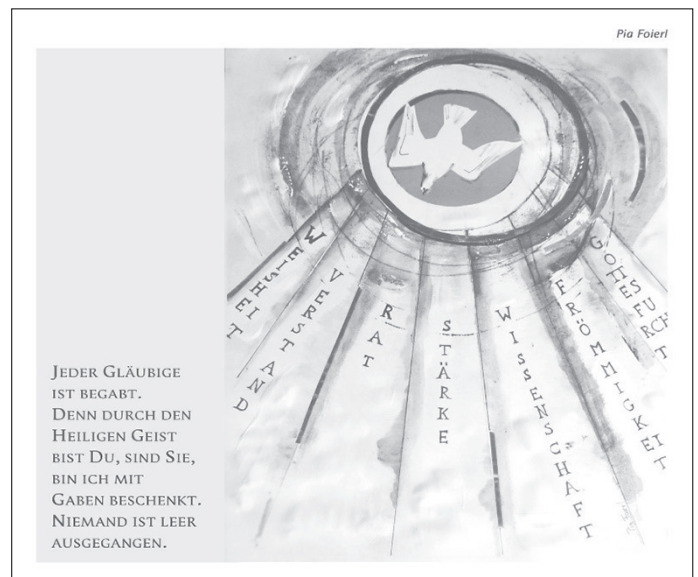 Pia Foierl
WEISHEIT
VERSTAND
RAT
STÄRKE
WISSENSCHAFT
FRÖMMIGKEIT
GOTTESFURCHT
JEDER GLÄUBIGE
IST BEGABT.
DENN DURCH DEN
HEILIGEN GEIST
BIST DU, SIND SIE,
BIN ICH MIT
GABEN BESCHENKT.
NIEMAND IST LEER
AUSGEGANGEN.